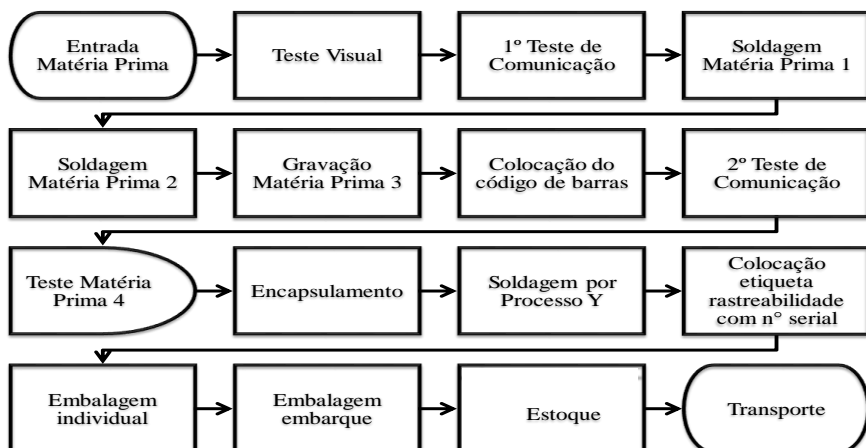 Entrada
Matéria Prima
Teste Visual
1º Teste de
Comunicação
Soldagem
Matéria Prima 1
Soldagem
Matéria Prima 2
Gravação
Matéria Prima 3
Colocação do
código de barras
2º Teste de
Comunicação
Teste Matéria
Prima 4
Encapsulamento
Soldagem por
Processo Y
Colocação
etiqueta
rastreabilidade
com n° serial
Embalagem
individual
Embalagem
embarque
Estoque
Transporte